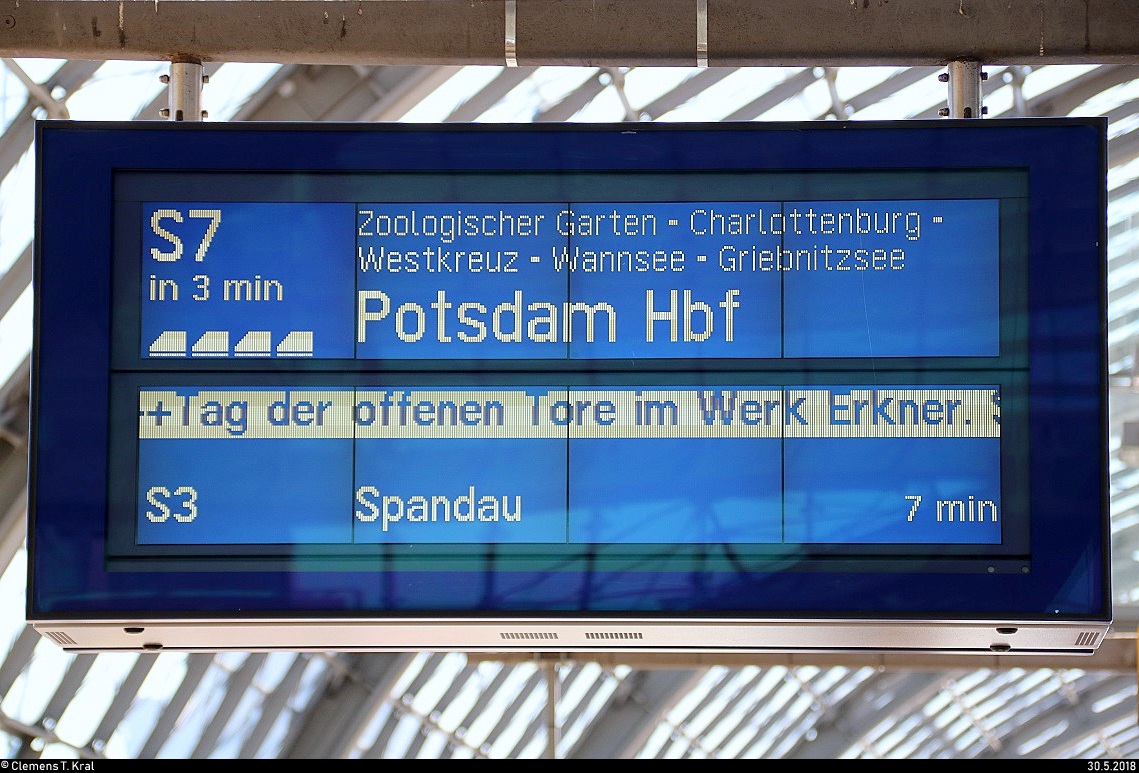 S7
Zoologischer Garten - Charlottenburg -
Westkreuz - Wannsee - Griebnitzsee
in 3 min
Potsdam Hbf
++Tag der offenen Tore im Werk Erkner.
S3 Spandau 7 min
© Clemens T. Kral 30.5.2018